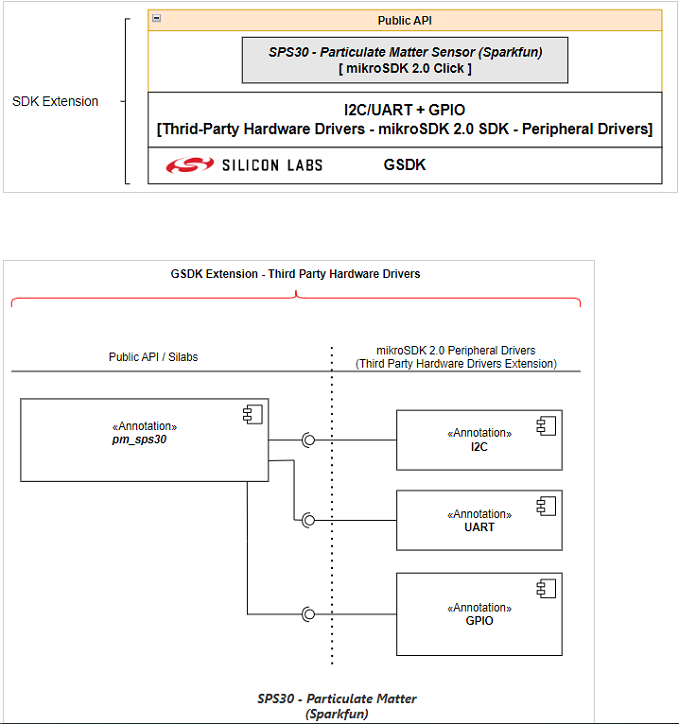 Public API
SPS30 - Particulate Matter Sensor (Sparkfun)
[ mikroSDK 2.0 Click ]
SDK Extension
I2C/UART + GPIO
[Thrid-Party Hardware Drivers - mikroSDK 2.0 SDK - Peripheral Drivers]
SILICON LABS GSDK
GSDK Extension - Third Party Hardware Drivers
Public API / Silabs
mikroSDK 2.0 Peripheral Drivers
(Third Party Hardware Drivers Extension)
«Annotation»
pm_sps30
«Annotation»
I2C
«Annotation»
UART
«Annotation»
GPIO
SPS30 - Particulate Matter
(Sparkfun)